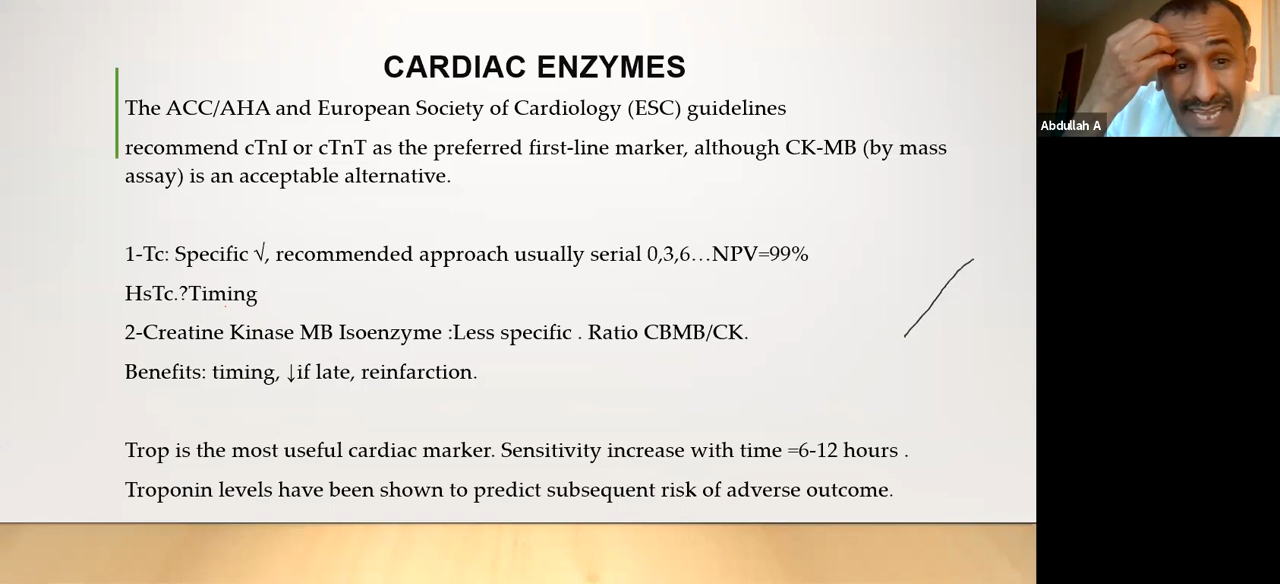 CARDIAC ENZYMES
The ACC/AHA and European Society of Cardiology (ESC) guidelines
recommend cTnI or cTnT as the preferred first-line marker, although CK-MB (by mass
assay) is an acceptable alternative.
1-Tc: Specific √, recommended approach usually serial 0,3,6…NPV=99%
HsTc.?Timing
2-Creatine Kinase MB Isoenzyme :Less specific . Ratio CBMB/CK.
Benefits: timing, ↓if late, reinfarction.
Trop is the most useful cardiac marker. Sensitivity increase with time =6-12 hours .
Troponin levels have been shown to predict subsequent risk of adverse outcome.
Abdullah A